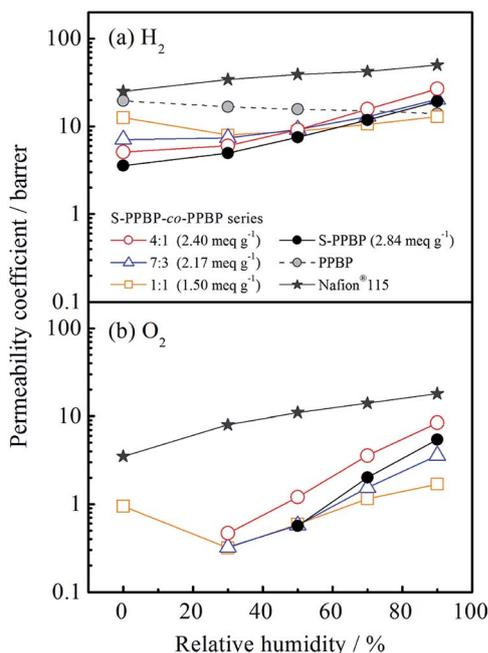 100
(a) H₂
10
1
0.1
S-PPBP-co-PPBP series
4:1 (2.40 meq g⁻¹)
7:3 (2.17 meq g⁻¹)
1:1 (1.50 meq g⁻¹)
S-PPBP (2.84 meq g⁻¹)
PPBP
Nafion®115
Permeability coefficient / barrer
100
(b) O₂
10
1
0.1
0 20 40 60 80 100
Relative humidity / %